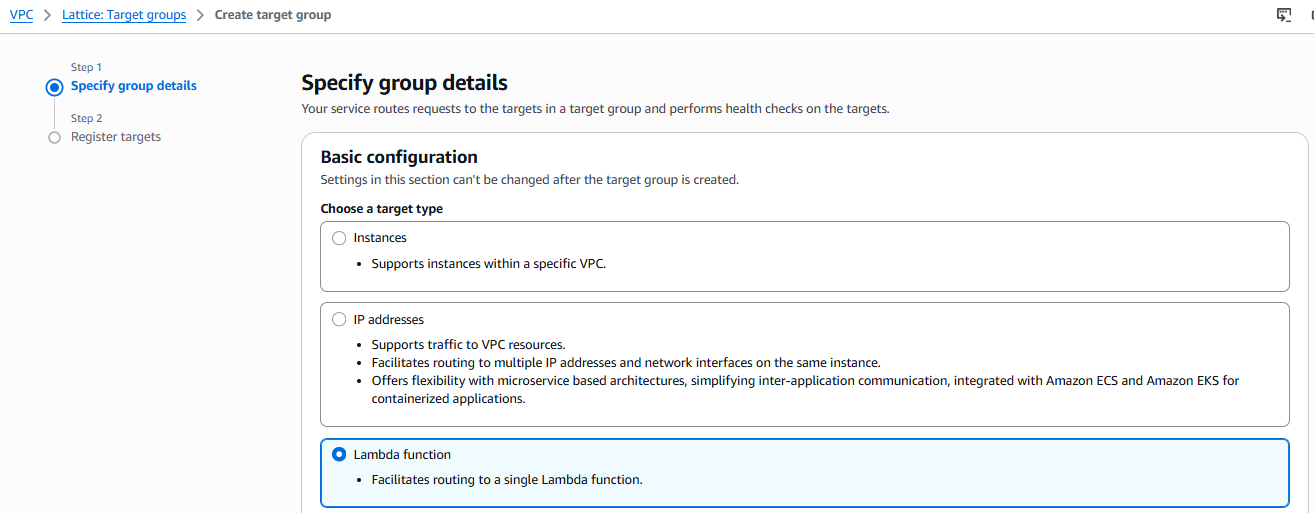 VPC > Lattice: Target groups > Create target group
Step 1
Specify group details
Step 2
Register targets
Specify group details
Your service routes requests to the targets in a target group and performs health checks on the targets.
Basic configuration
Settings in this section can't be changed after the target group is created.
Choose a target type
Instances
• Supports instances within a specific VPC.
IP addresses
• Supports traffic to VPC resources.
• Facilitates routing to multiple IP addresses and network interfaces on the same instance.
• Offers flexibility with microservice based architectures, simplifying inter-application communication, integrated with Amazon ECS and Amazon EKS for
containerized applications.
Lambda function
• Facilitates routing to a single Lambda function.